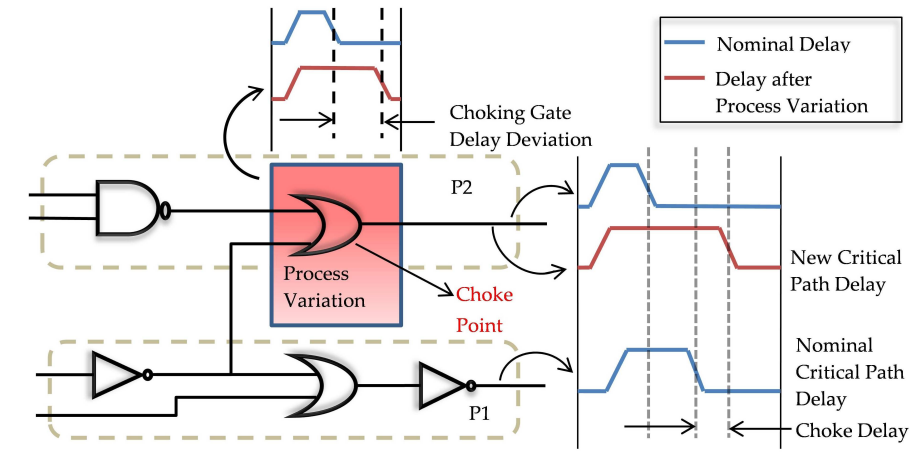 Nominal Delay
Delay after
Process Variation
Choking Gate
Delay Deviation
P2
Process
Variation
Choke
Point
New Critical
Path Delay
Nominal
Critical Path
Delay
P1
Choke Delay